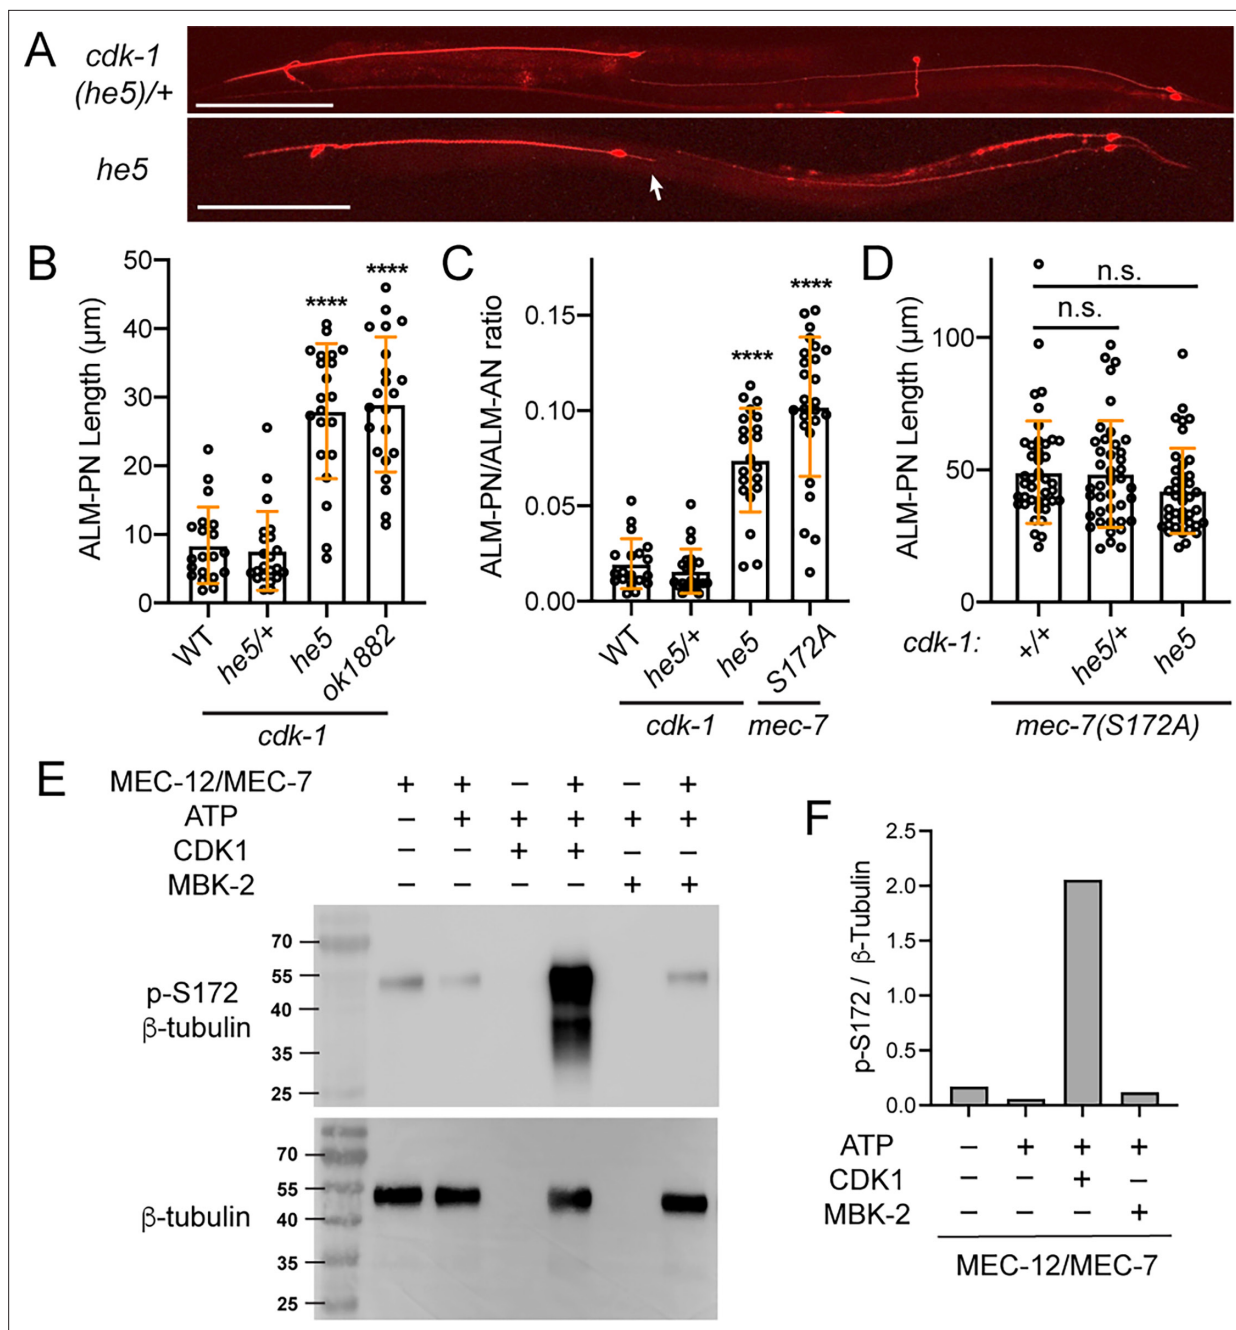 A
cdk-1
(he5)/+
he5
B
ALM-PN Length (µm)
50
40
30
20
10
0
****
****
WT
he5/+
he5
ok1882
cdk-1
C
ALM-PN/ALM-AN ratio
0.15
0.10
0.05
0.00
****
****
WT
he5/+
he5
S172A
cdk-1
mec-7
D
ALM-PN Length (µm)
100
50
0
n.s.
n.s.
cdk-1:
+/+
he5/+
he5
mec-7(S172A)
E
MEC-12/MEC-7 + + – + – +
ATP – + + + + +
CDK1 – – + + – –
MBK-2 – – – – + +
p-S172
β-tubulin
70
55
40
35
25
β-tubulin
70
55
40
35
25
F
p-S172 / β-Tubulin
2.5
2.0
1.5
1.0
0.5
0.0
ATP – + + +
CDK1 – – + –
MBK-2 – – – +
MEC-12/MEC-7